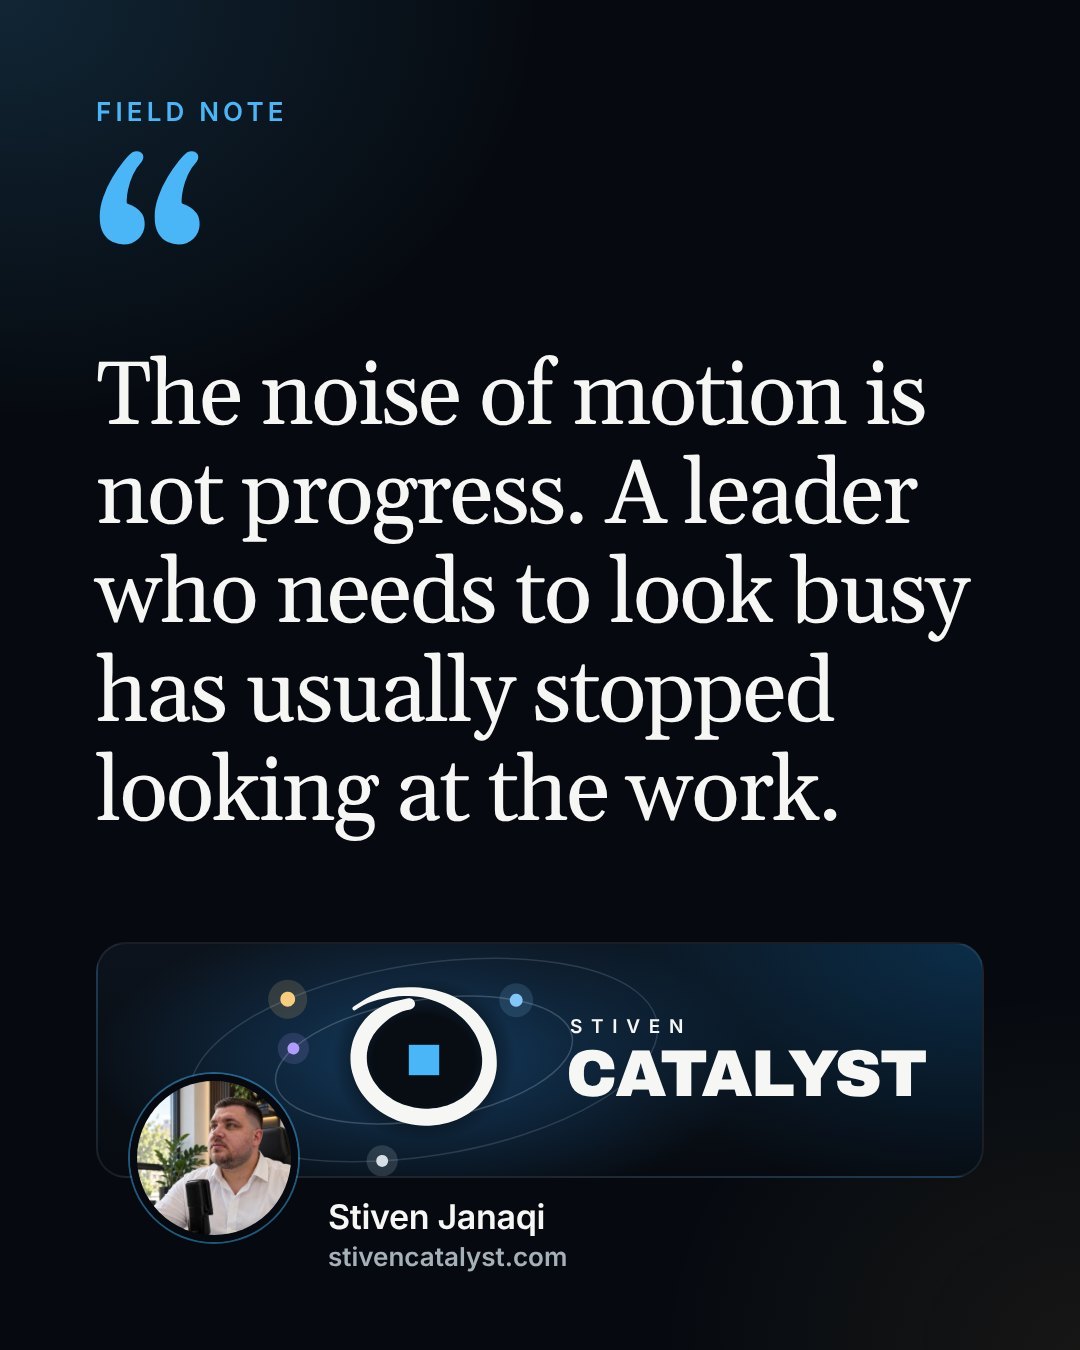 FIELD NOTE
“
The noise of motion is
not progress. A leader
who needs to look busy
has usually stopped
looking at the work.
STIVEN
CATALYST
Stiven Janaqi
stivencatalyst.com